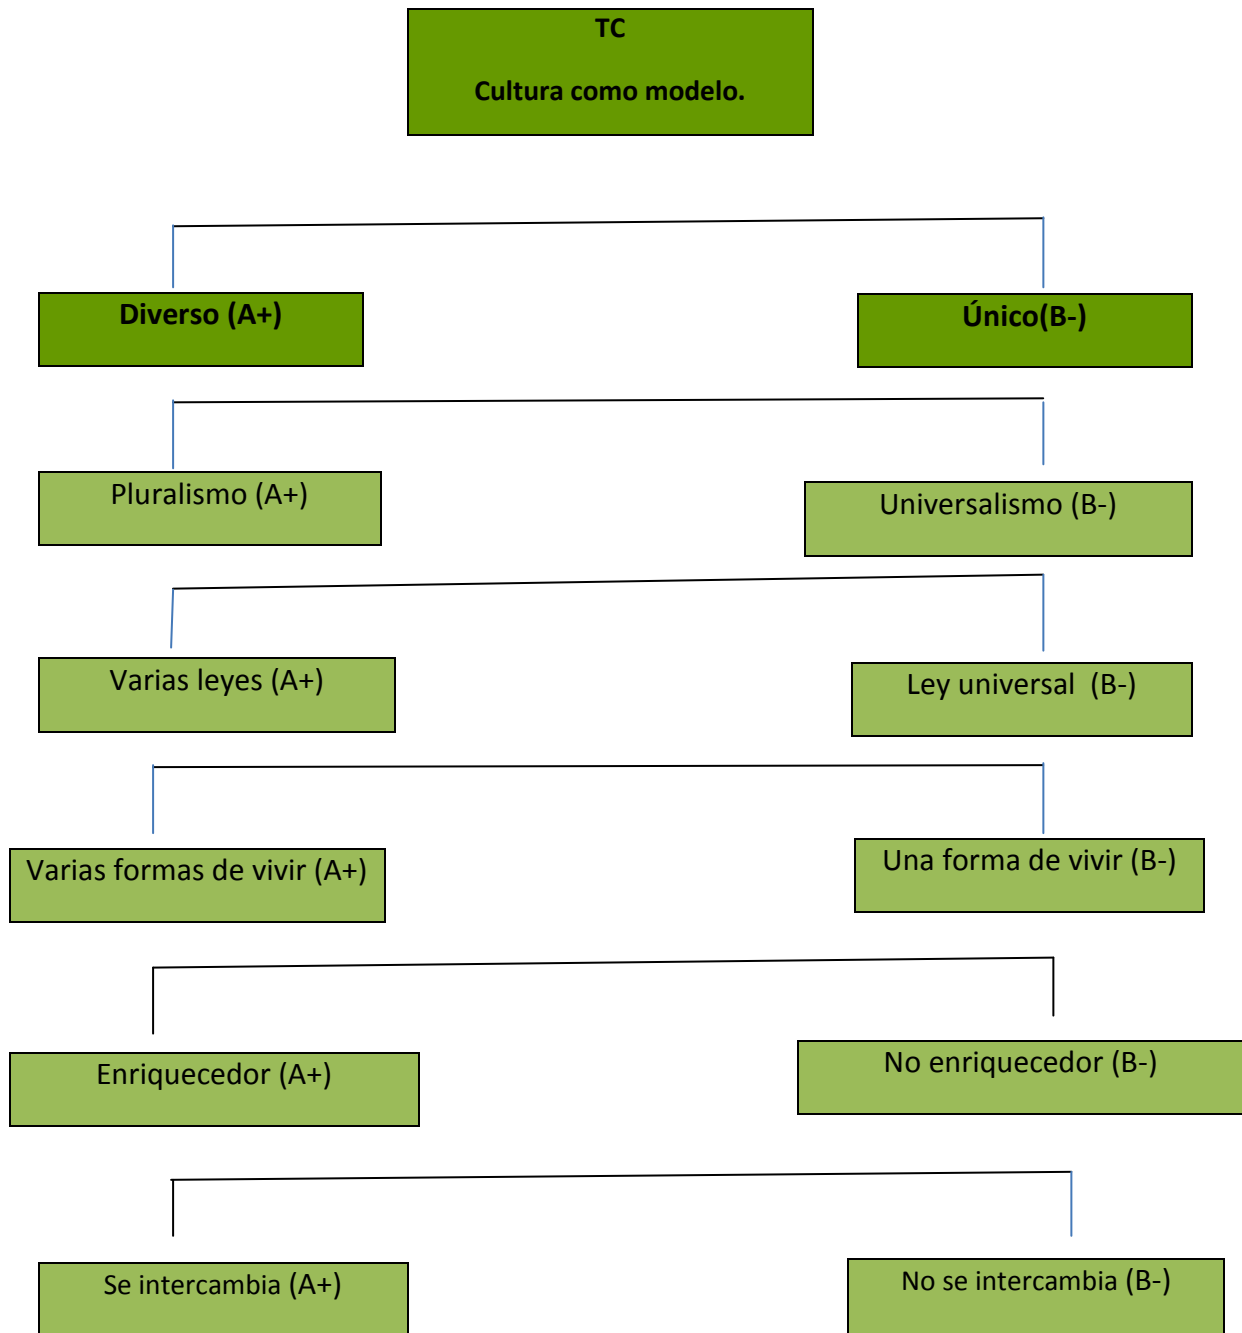 TC
Cultura como modelo.
Diverso (A+)
Único(B-)
Pluralismo (A+)
Universalismo (B-)
Varias leyes (A+)
Ley universal  (B-)
Varias formas de vivir (A+)
Una forma de vivir (B-)
Enriquecedor (A+)
No enriquecedor (B-)
Se intercambia (A+)
No se intercambia (B-)